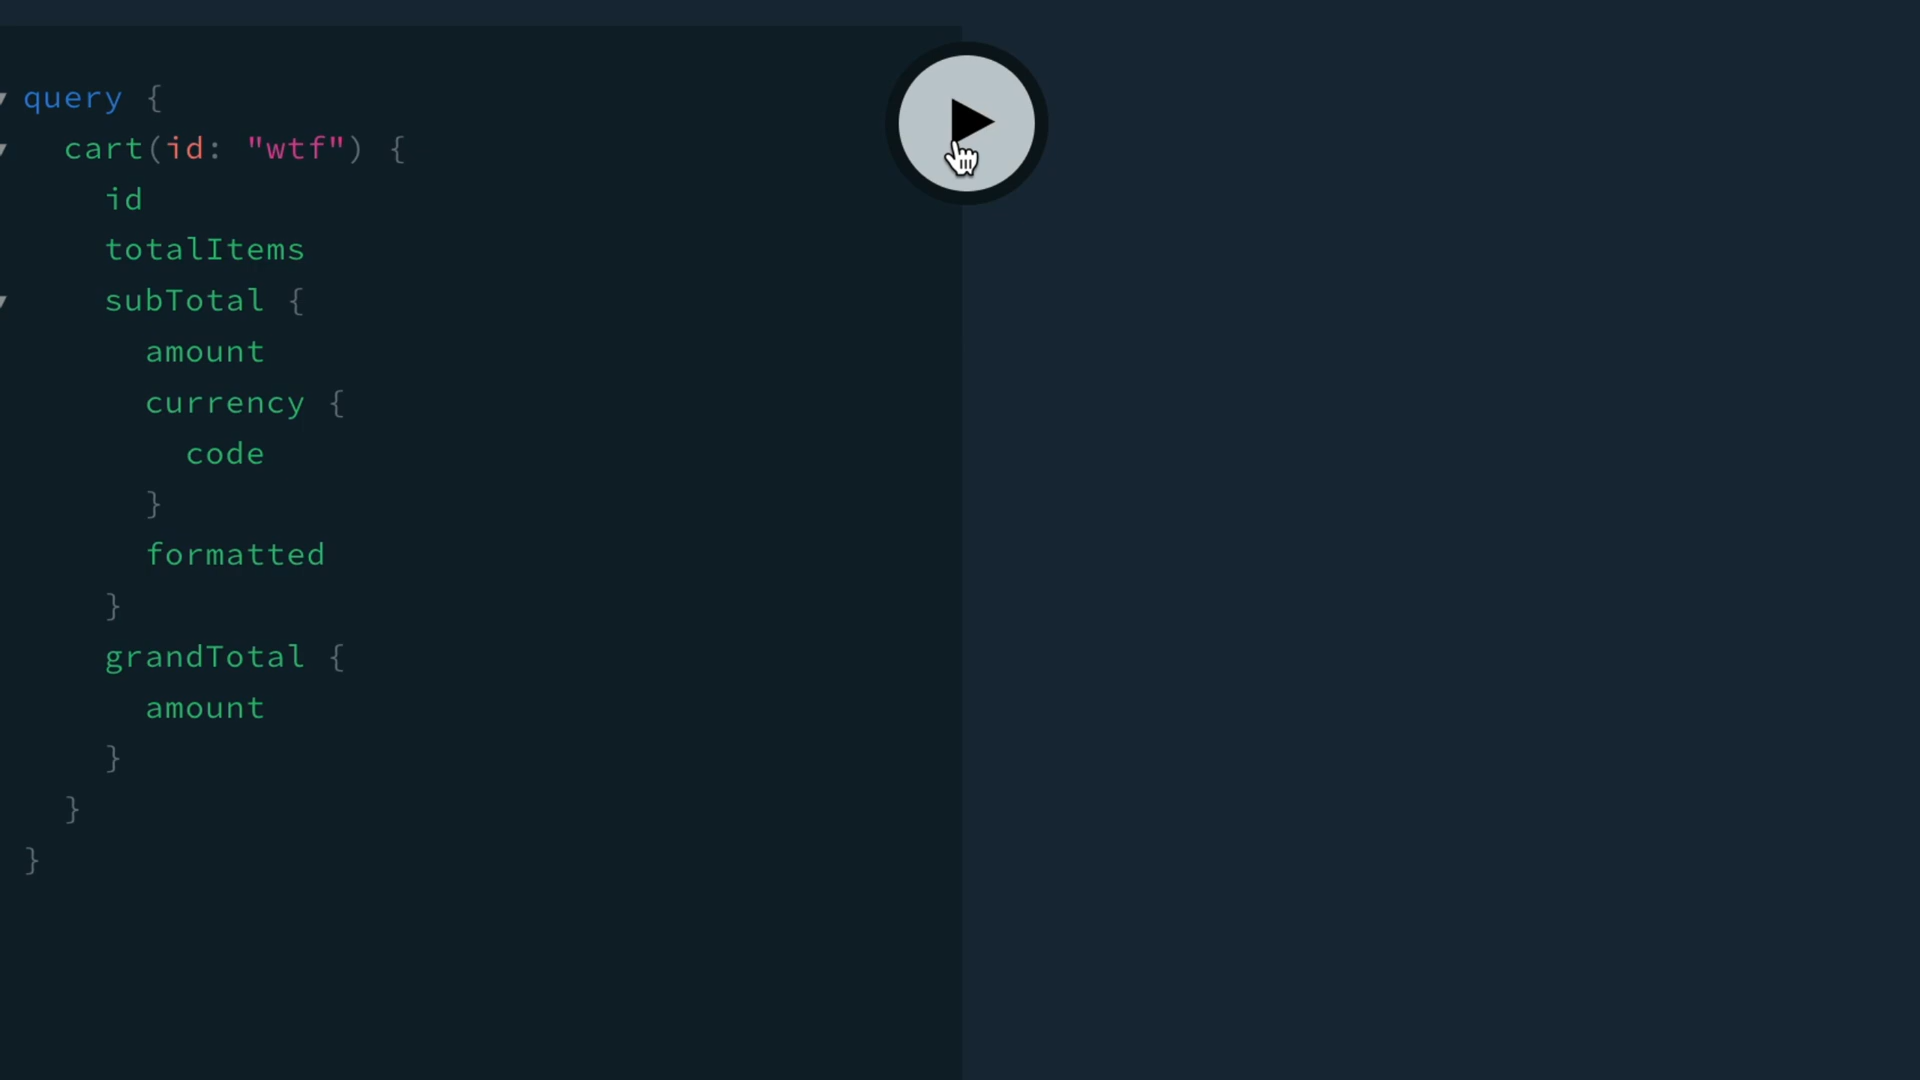 query {
cart(id: "wtf") {
id
totalItems
subTotal {
amount
currency {
code
}
formatted
}
grandTotal {
amount
}
}
}